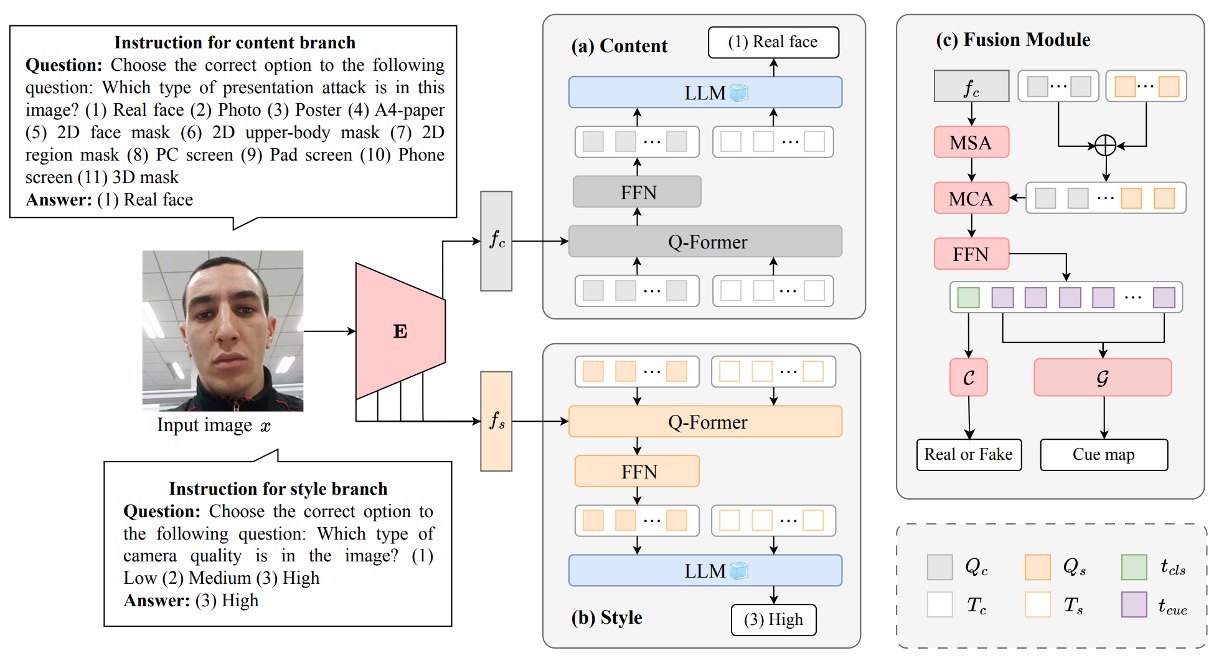 Instruction for content branch
Question: Choose the correct option to the following
question: Which type of presentation attack is in this
image? (1) Real face (2) Photo (3) Poster (4) A4-paper
(5) 2D face mask (6) 2D upper-body mask (7) 2D
region mask (8) PC screen (9) Pad screen (10) Phone
screen (11) 3D mask
Answer: (1) Real face
Input image x
Instruction for style branch
Question: Choose the correct option to
the following question: Which type of
camera quality is in the image? (1)
Low (2) Medium (3) High
Answer: (3) High
E
f_c
f_s
(a) Content
(1) Real face
LLM
...
...
FFN
Q-Former
...
...
...
...
Q-Former
FFN
...
...
LLM
(b) Style
(3) High
(c) Fusion Module
f_c
...
...
MSA
MCA
...
FFN
...
C
G
Real or Fake
Cue map
Q_c
Q_s
t_cls
T_c
T_s
t_cue